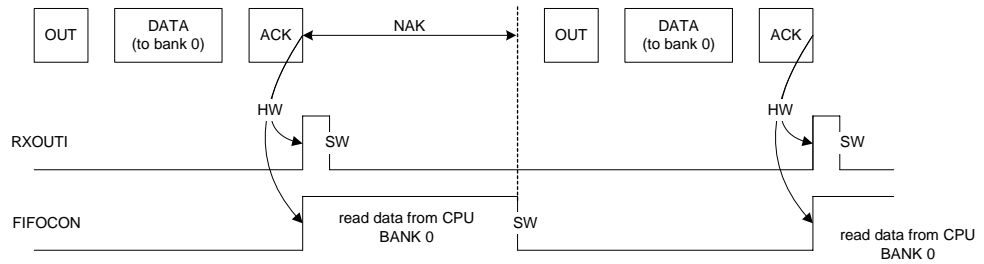 OUT
DATA
(to bank 0)
ACK
NAK
OUT
DATA
(to bank 0)
ACK
HW
HW
RXOUTI
SW
SW
FIFOCON
read data from CPU
BANK 0
SW
read data from CPU
BANK 0